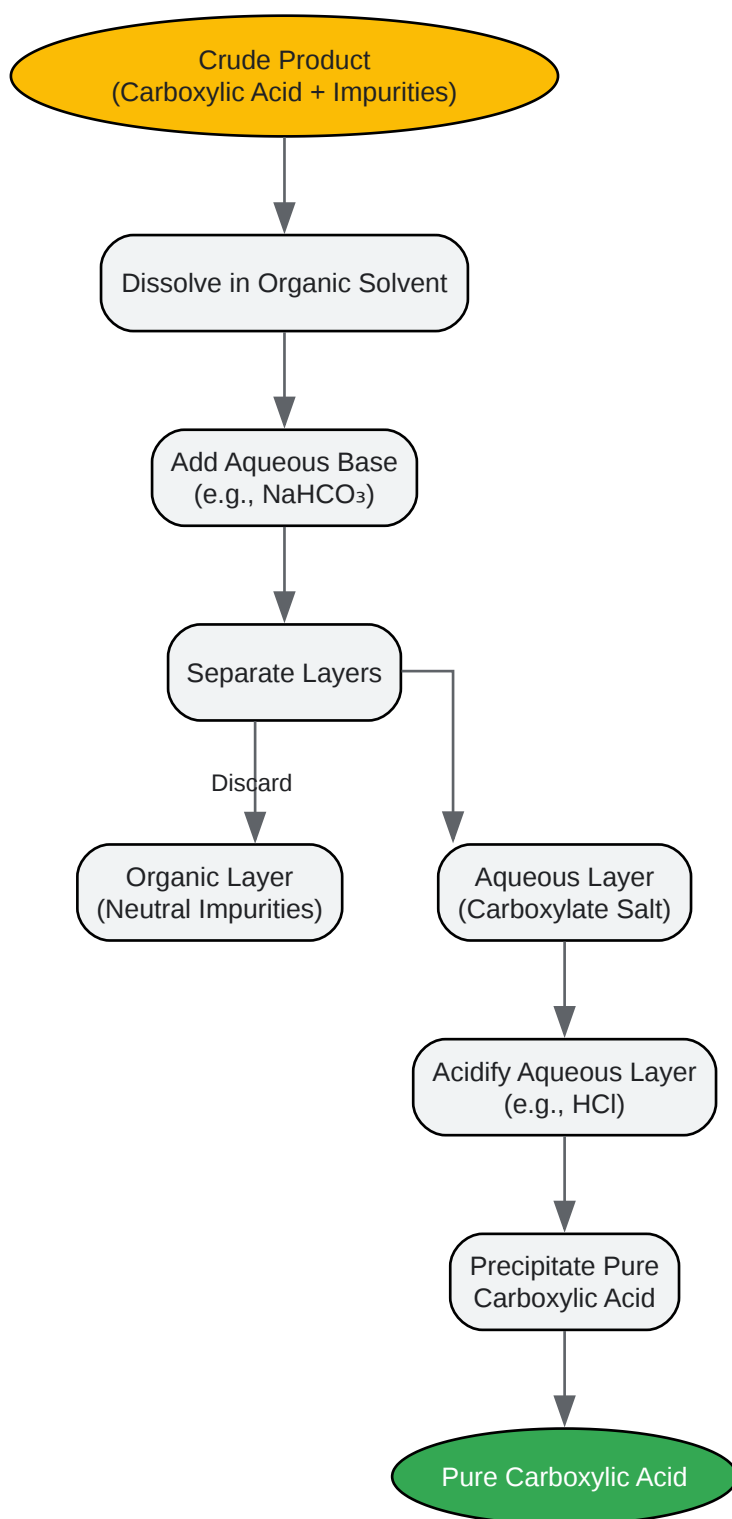 Crude Product
(Carboxylic Acid + Impurities)
Dissolve in Organic Solvent
Add Aqueous Base
(e.g., NaHCO₃)
Separate Layers
Discard
Organic Layer
(Neutral Impurities)
Aqueous Layer
(Carboxylate Salt)
Acidify Aqueous Layer
(e.g., HCl)
Precipitate Pure
Carboxylic Acid
Pure Carboxylic Acid